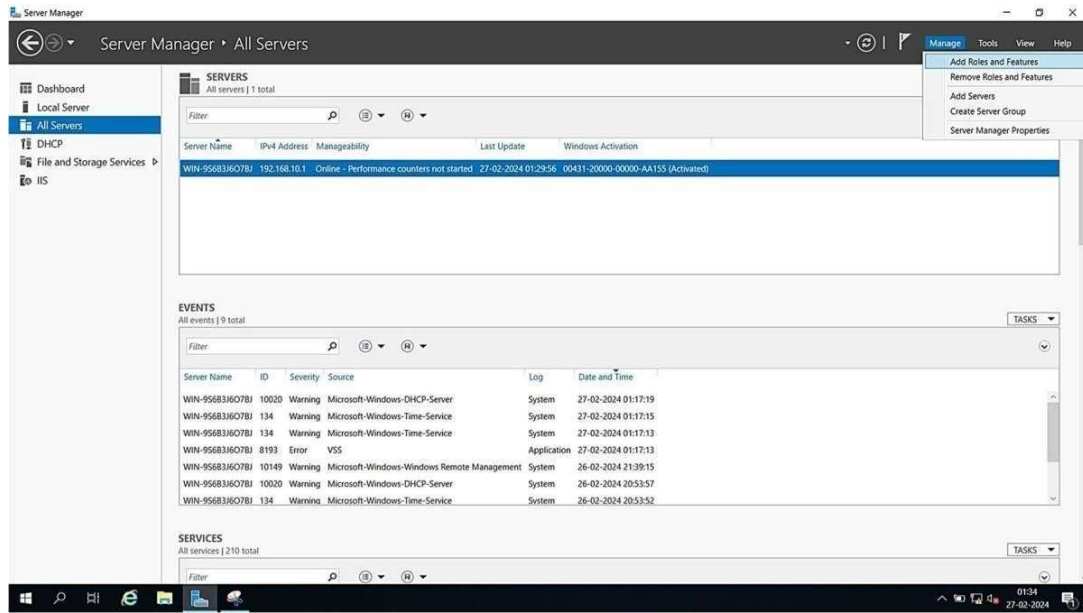 Server Manager
Server Manager • All Servers
Manage Tools View Help
Add Roles and Features
Remove Roles and Features
Add Servers
Create Server Group
Server Manager Properties
Dashboard
Local Server
All Servers
DHCP
File and Storage Services
IIS
SERVERS
All servers | 1 total
Filter
Server Name IPv4 Address Manageability Last Update Windows Activation
WIN-9S6B3J6O7BJ 192.168.10.1 Online - Performance counters not started 27-02-2024 01:29:56 00431-20000-00000-AA155 (Activated)
EVENTS
All events | 9 total
TASKS
Filter
Server Name ID Severity Source Log Date and Time
WIN-9S6B3J6O7BJ 10020 Warning Microsoft-Windows-DHCP-Server System 27-02-2024 01:17:19
WIN-9S6B3J6O7BJ 134 Warning Microsoft-Windows-Time-Service System 27-02-2024 01:17:15
WIN-9S6B3J6O7BJ 134 Warning Microsoft-Windows-Time-Service System 27-02-2024 01:17:13
WIN-9S6B3J6O7BJ 8193 Error VSS Application 27-02-2024 01:17:13
WIN-9S6B3J6O7BJ 10149 Warning Microsoft-Windows-Windows Remote Management System 26-02-2024 21:39:15
WIN-9S6B3J6O7BJ 10020 Warning Microsoft-Windows-DHCP-Server System 26-02-2024 20:53:57
WIN-9S6B3J6O7BJ 134 Warning Microsoft-Windows-Time-Service System 26-02-2024 20:53:52
SERVICES
All services | 210 total
TASKS
Filter
01:34
27-02-2024